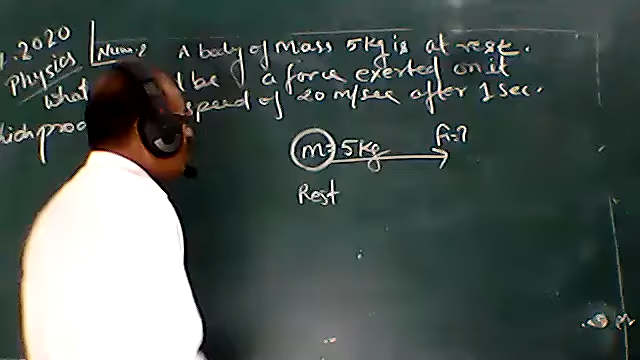 .2020
Physics
Num. 2 A body of Mass 5kg is at rest.
What be a force exerted on it
speed of 20 m/sec after 1 sec.
m = 5kg
F=?
Rest